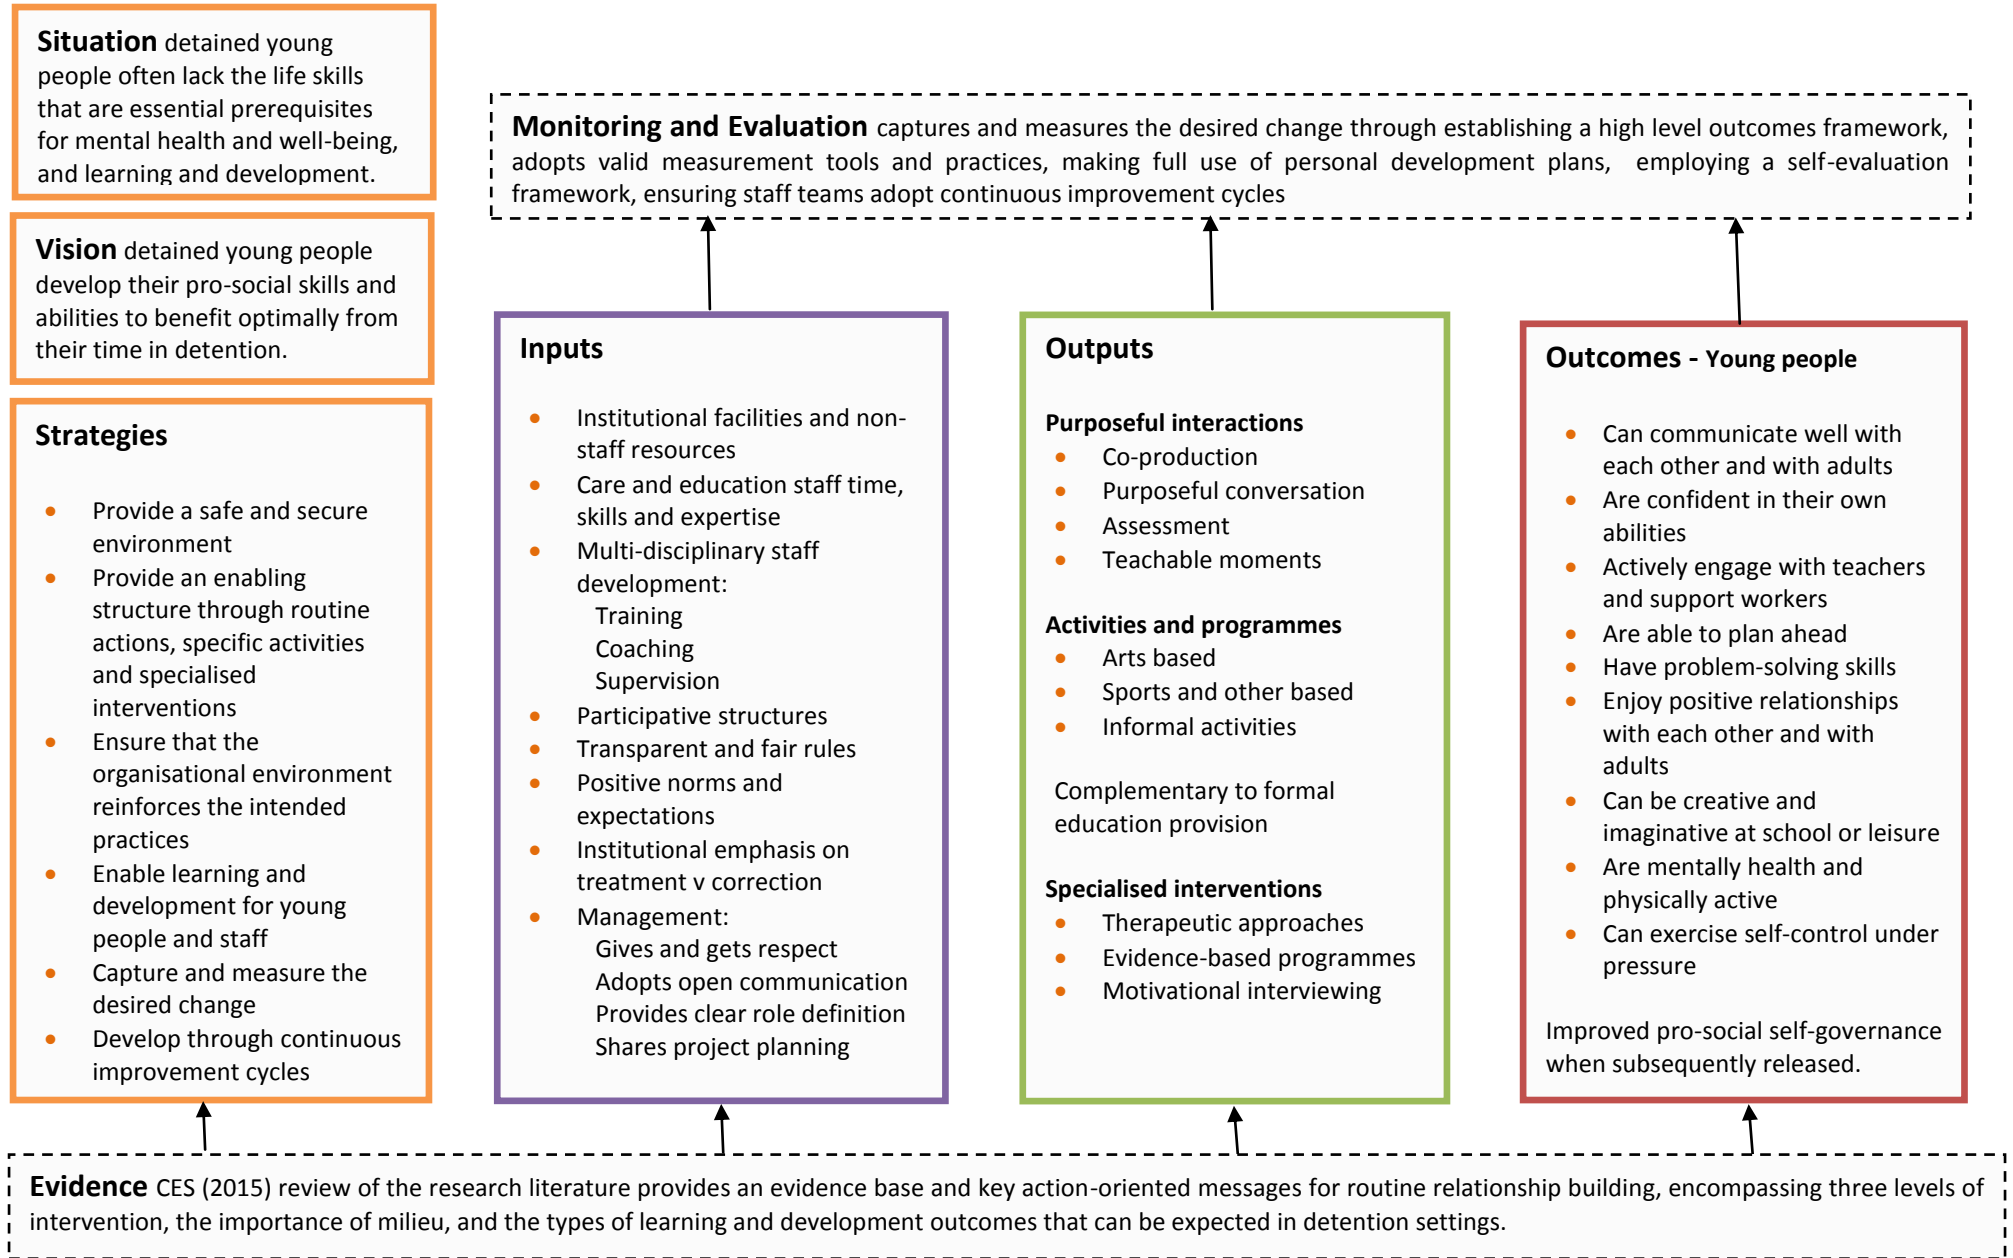 Situation detained young
people often lack the life skills
that are essential prerequisites
for mental health and well-being,
and learning and development.
Vision detained young people
develop their pro-social skills and
abilities to benefit optimally from
their time in detention.
Strategies
• Provide a safe and secure
environment
• Provide an enabling
structure through routine
actions, specific activities
and specialised
interventions
• Ensure that the
organisational environment
reinforces the intended
practices
• Enable learning and
development for young
people and staff
• Capture and measure the
desired change
• Develop through continuous
improvement cycles
Monitoring and Evaluation captures and measures the desired change through establishing a high level outcomes framework,
adopts valid measurement tools and practices, making full use of personal development plans, employing a self-evaluation
framework, ensuring staff teams adopt continuous improvement cycles
Inputs
• Institutional facilities and non-
staff resources
• Care and education staff time,
skills and expertise
• Multi-disciplinary staff
development:
Training
Coaching
Supervision
• Participative structures
• Transparent and fair rules
• Positive norms and
expectations
• Institutional emphasis on
treatment v correction
• Management:
Gives and gets respect
Adopts open communication
Provides clear role definition
Shares project planning
Outputs
Purposeful interactions
• Co-production
• Purposeful conversation
• Assessment
• Teachable moments
Activities and programmes
• Arts based
• Sports and other based
• Informal activities
Complementary to formal
education provision
Specialised interventions
• Therapeutic approaches
• Evidence-based programmes
• Motivational interviewing
Outcomes - Young people
• Can communicate well with
each other and with adults
• Are confident in their own
abilities
• Actively engage with teachers
and support workers
• Are able to plan ahead
• Have problem-solving skills
• Enjoy positive relationships
with each other and with
adults
• Can be creative and
imaginative at school or leisure
• Are mentally health and
physically active
• Can exercise self-control under
pressure
Improved pro-social self-governance
when subsequently released.
Evidence CES (2015) review of the research literature provides an evidence base and key action-oriented messages for routine relationship building, encompassing three levels of
intervention, the importance of milieu, and the types of learning and development outcomes that can be expected in detention settings.